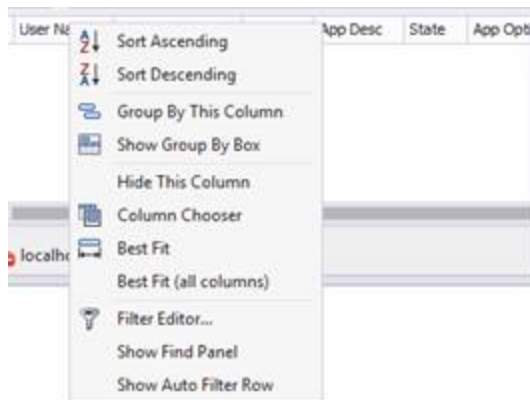 User Na App Desc State App Opti
Sort Ascending
Sort Descending
Group By This Column
Show Group By Box
Hide This Column
Column Chooser
localho Best Fit
Best Fit (all columns)
Filter Editor...
Show Find Panel
Show Auto Filter Row